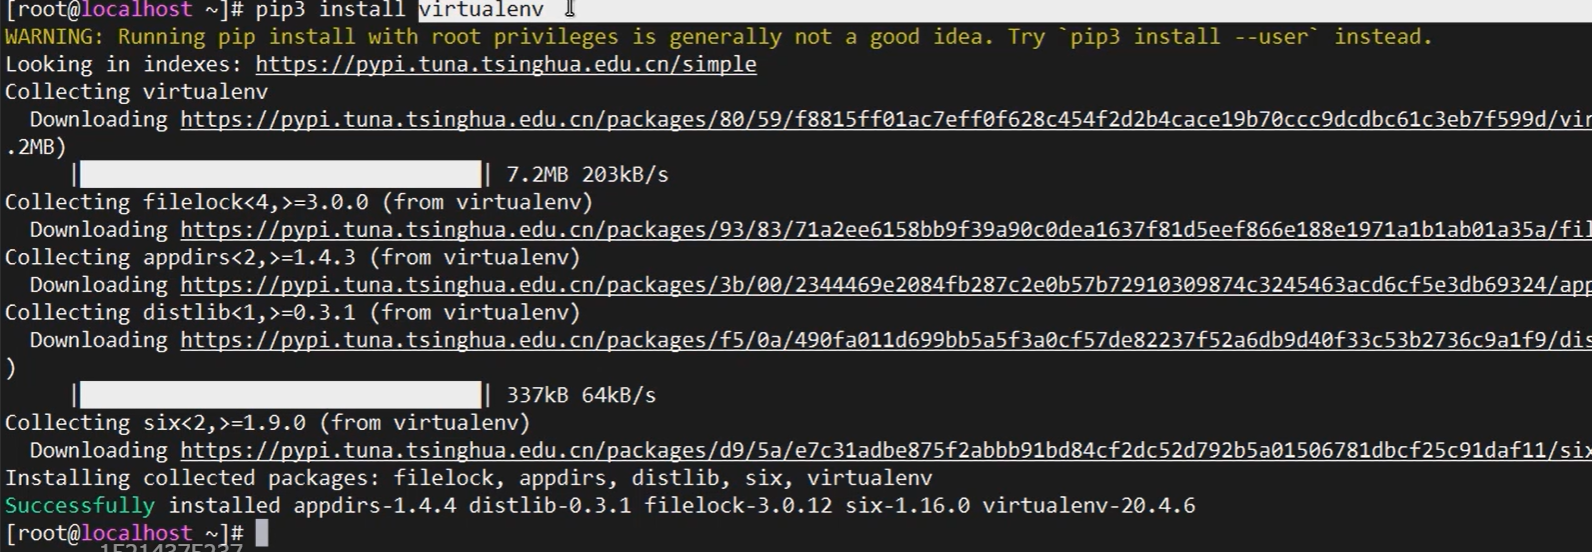 [root@localhost ~]# pip3 install virtualenv
WARNING: Running pip install with root privileges is generally not a good idea. Try `pip3 install --user` instead.
Looking in indexes: https://pypi.tuna.tsinghua.edu.cn/simple
Collecting virtualenv
  Downloading https://pypi.tuna.tsinghua.edu.cn/packages/80/59/f8815ff01ac7eff0f628c454f2d2b4cace19b70ccc9dcdbc61c3eb7f599d/vir
.2MB)
|| 7.2MB 203kB/s
Collecting filelock<4,>=3.0.0 (from virtualenv)
  Downloading https://pypi.tuna.tsinghua.edu.cn/packages/93/83/71a2ee6158bb9f39a90c0dea1637f81d5eef866e188e1971a1b1ab01a35a/fil
Collecting appdirs<2,>=1.4.3 (from virtualenv)
  Downloading https://pypi.tuna.tsinghua.edu.cn/packages/3b/00/2344469e2084fb287c2e0b57b72910309874c3245463acd6cf5e3db69324/app
Collecting distlib<1,>=0.3.1 (from virtualenv)
  Downloading https://pypi.tuna.tsinghua.edu.cn/packages/f5/0a/490fa011d699bb5a5f3a0cf57de82237f52a6db9d40f33c53b2736c9a1f9/dis
)
|| 337kB 64kB/s
Collecting six<2,>=1.9.0 (from virtualenv)
  Downloading https://pypi.tuna.tsinghua.edu.cn/packages/d9/5a/e7c31adbe875f2abbb91bd84cf2dc52d792b5a01506781dbcf25c91daf11/six
Installing collected packages: filelock, appdirs, distlib, six, virtualenv
Successfully installed appdirs-1.4.4 distlib-0.3.1 filelock-3.0.12 six-1.16.0 virtualenv-20.4.6
[root@localhost ~]#